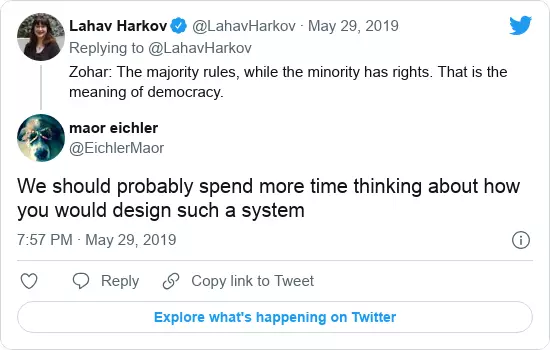 Lahav Harkov @LahavHarkov · May 29, 2019
Replying to @LahavHarkov
Zohar: The majority rules, while the minority has rights. That is the
meaning of democracy.
maor eichler
@EichlerMaor
We should probably spend more time thinking about how
you would design such a system
7:57 PM · May 29, 2019
Reply Copy link to Tweet
Explore what's happening on Twitter